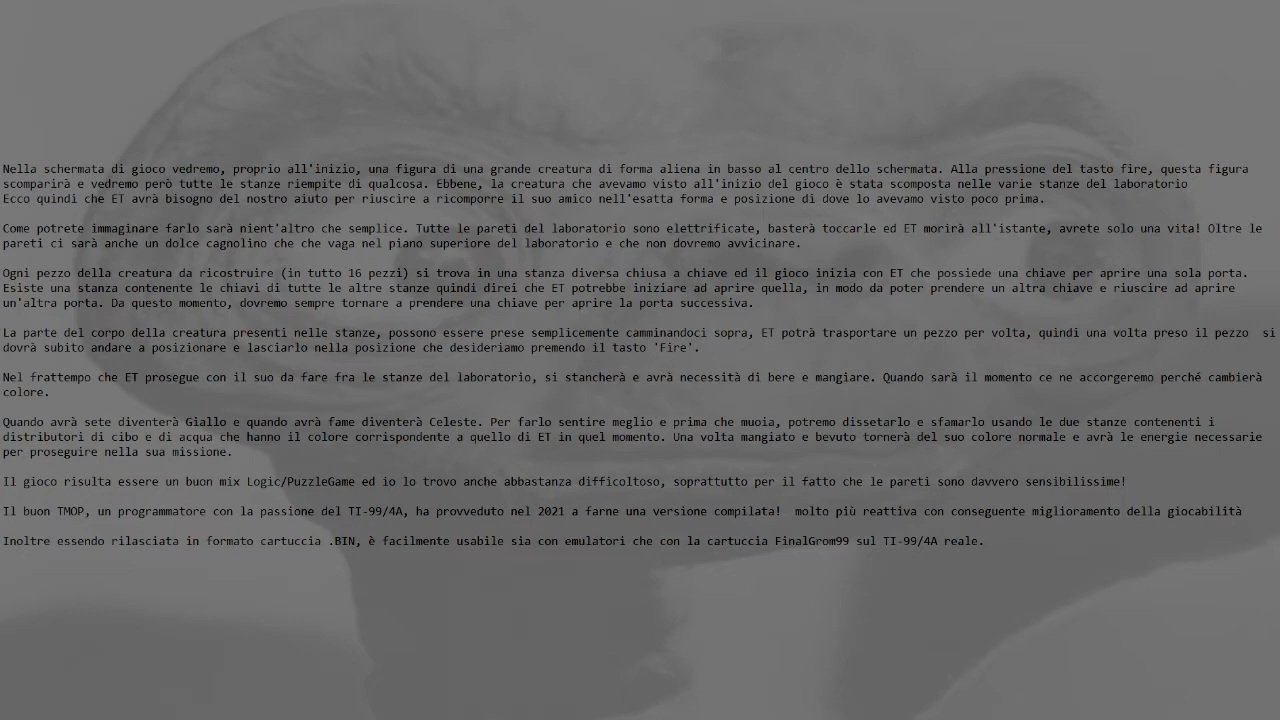 Nella schermata di gioco vedremo, proprio all'inizio, una figura di una grande creatura di forma aliena in basso al centro dello schermata. Alla pressione del tasto fire, questa figura
scomparirà e vedremo però tutte le stanze riempite di qualcosa. Ebbene, la creatura che avevamo visto all'inizio del gioco è stata scomposta nelle varie stanze del laboratorio
Ecco quindi che ET avrà bisogno del nostro aiuto per riuscire a ricomporre il suo amico nell'esatta forma e posizione di dove lo avevamo visto poco prima.
Come potrete immaginare farlo sarà nient'altro che semplice. Tutte le pareti del laboratorio sono elettrificate, basterà toccarle ed ET morirà all'istante, avrete solo una vita! Oltre le
pareti ci sarà anche un dolce cagnolino che che vaga nel piano superiore del laboratorio e che non dovremo avvicinare.
Ogni pezzo della creatura da ricostruire (in tutto 16 pezzi) si trova in una stanza diversa chiusa a chiave ed il gioco inizia con ET che possiede una chiave per aprire una sola porta.
Esiste una stanza contenente le chiavi di tutte le altre stanze quindi direi che ET potrebbe iniziare ad aprire quella, in modo da poter prendere un altra chiave e riuscire ad aprire
un'altra porta. Da questo momento, dovremo sempre tornare a prendere una chiave per aprire la porta successiva.
La parte del corpo della creatura presenti nelle stanze, possono essere prese semplicemente camminandoci sopra, ET potrà trasportare un pezzo per volta, quindi una volta preso il pezzo  si
dovrà subito andare a posizionare e lasciarlo nella posizione che desideriamo premendo il tasto 'Fire'.
Nel frattempo che ET prosegue con il suo da fare fra le stanze del laboratorio, si stancherà e avrà necessità di bere e mangiare. Quando sarà il momento ce ne accorgeremo perché cambierà
colore.
Quando avrà sete diventerà Giallo e quando avrà fame diventerà Celeste. Per farlo sentire meglio e prima che muoia, potremo dissetarlo e sfamarlo usando le due stanze contenenti i
distributori di cibo e di acqua che hanno il colore corrispondente a quello di ET in quel momento. Una volta mangiato e bevuto tornerà del suo colore normale e avrà le energie necessarie
per proseguire nella sua missione.
Il gioco risulta essere un buon mix Logic/PuzzleGame ed io lo trovo anche abbastanza difficoltoso, soprattutto per il fatto che le pareti sono davvero sensibilissime!
Il buon TMOP, un programmatore con la passione del TI-99/4A, ha provveduto nel 2021 a farne una versione compilata!  molto più reattiva con conseguente miglioramento della giocabilità
Inoltre essendo rilasciata in formato cartuccia .BIN, è facilmente usabile sia con emulatori che con la cartuccia FinalGrom99 sul TI-99/4A reale.